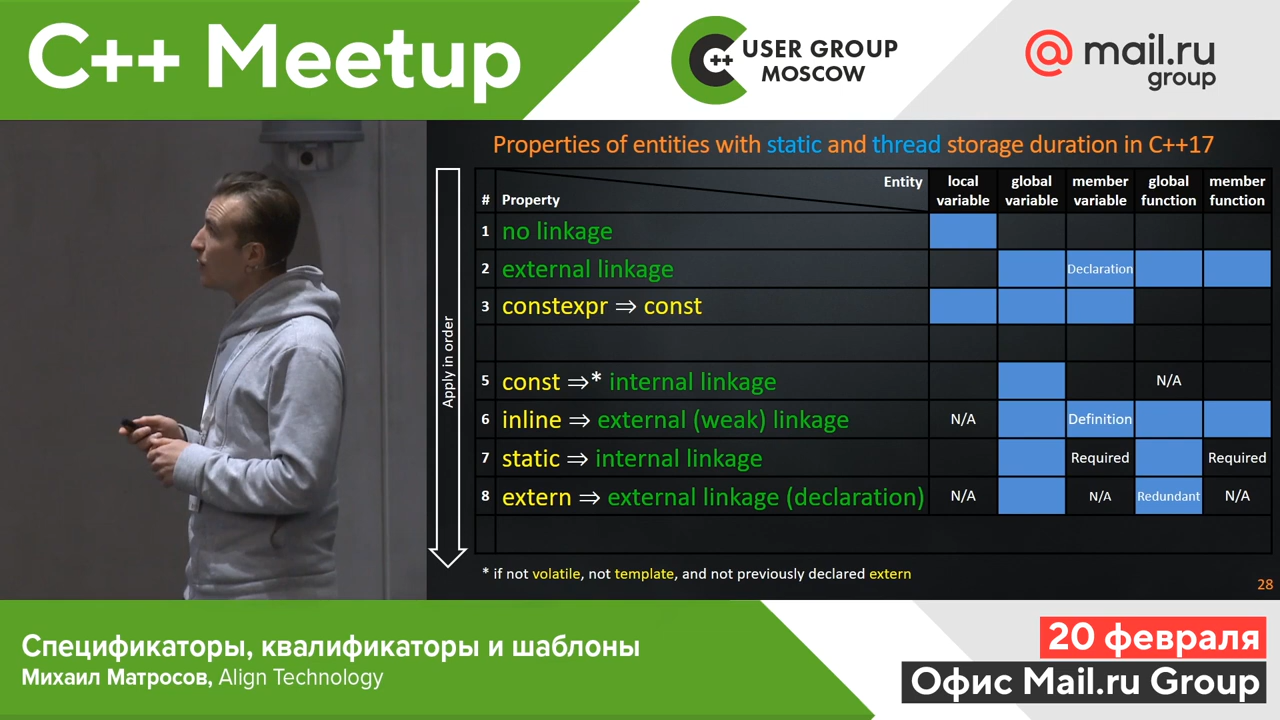 C++ Meetup
C++
USER GROUP
MOSCOW
@ mail.ru
group
Properties of entities with static and thread storage duration in C++17
Apply in order
# Property Entity local variable global variable member variable global function member function
1 no linkage
2 external linkage Declaration
3 constexpr ⇒ const
5 const ⇒* internal linkage N/A
6 inline ⇒ external (weak) linkage N/A Definition
7 static ⇒ internal linkage Required Required
8 extern ⇒ external linkage (declaration) N/A N/A Redundant N/A
* if not volatile, not template, and not previously declared extern
28
Спецификаторы, квалификаторы и шаблоны
Михаил Матросов, Align Technology
20 февраля
Офис Mail.ru Group